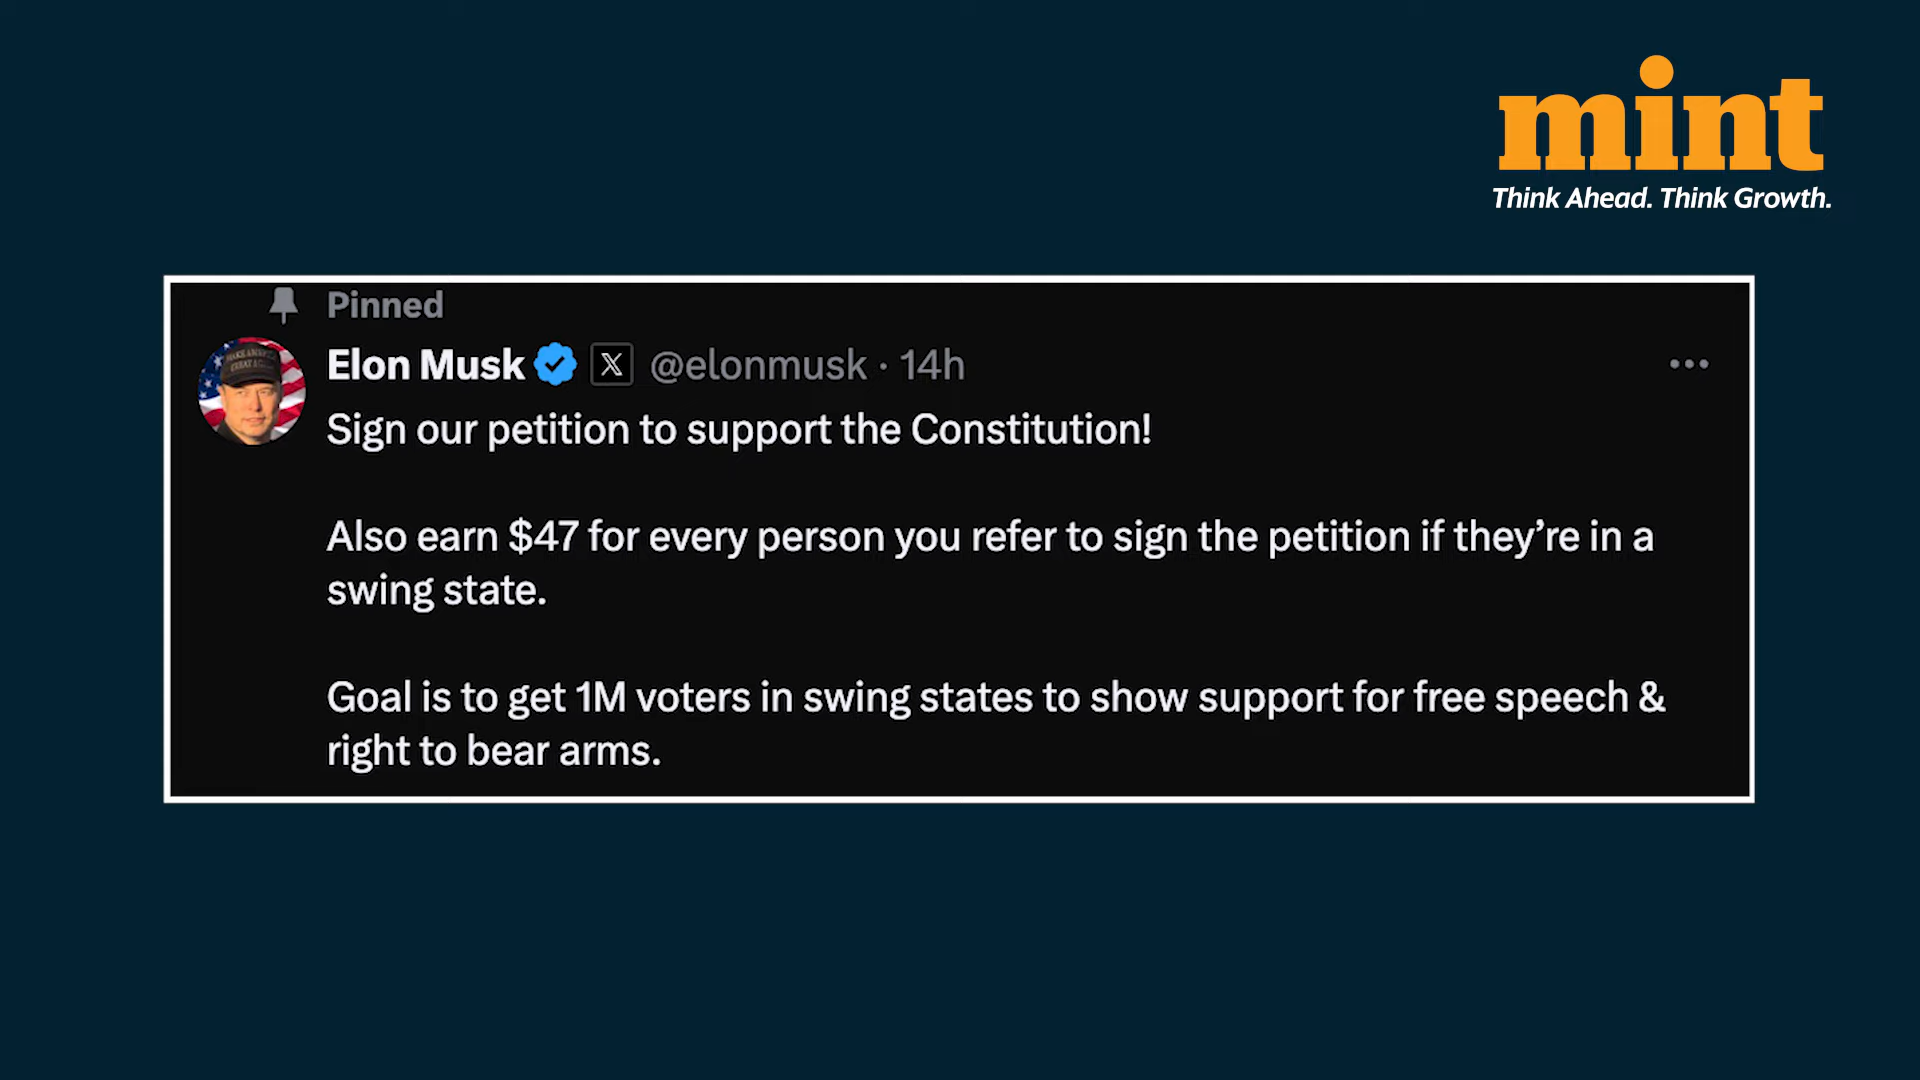 mint
Think Ahead. Think Growth.
Pinned
Elon Musk X @elonmusk · 14h
Sign our petition to support the Constitution!
Also earn $47 for every person you refer to sign the petition if they’re in a
swing state.
Goal is to get 1M voters in swing states to show support for free speech &
right to bear arms.